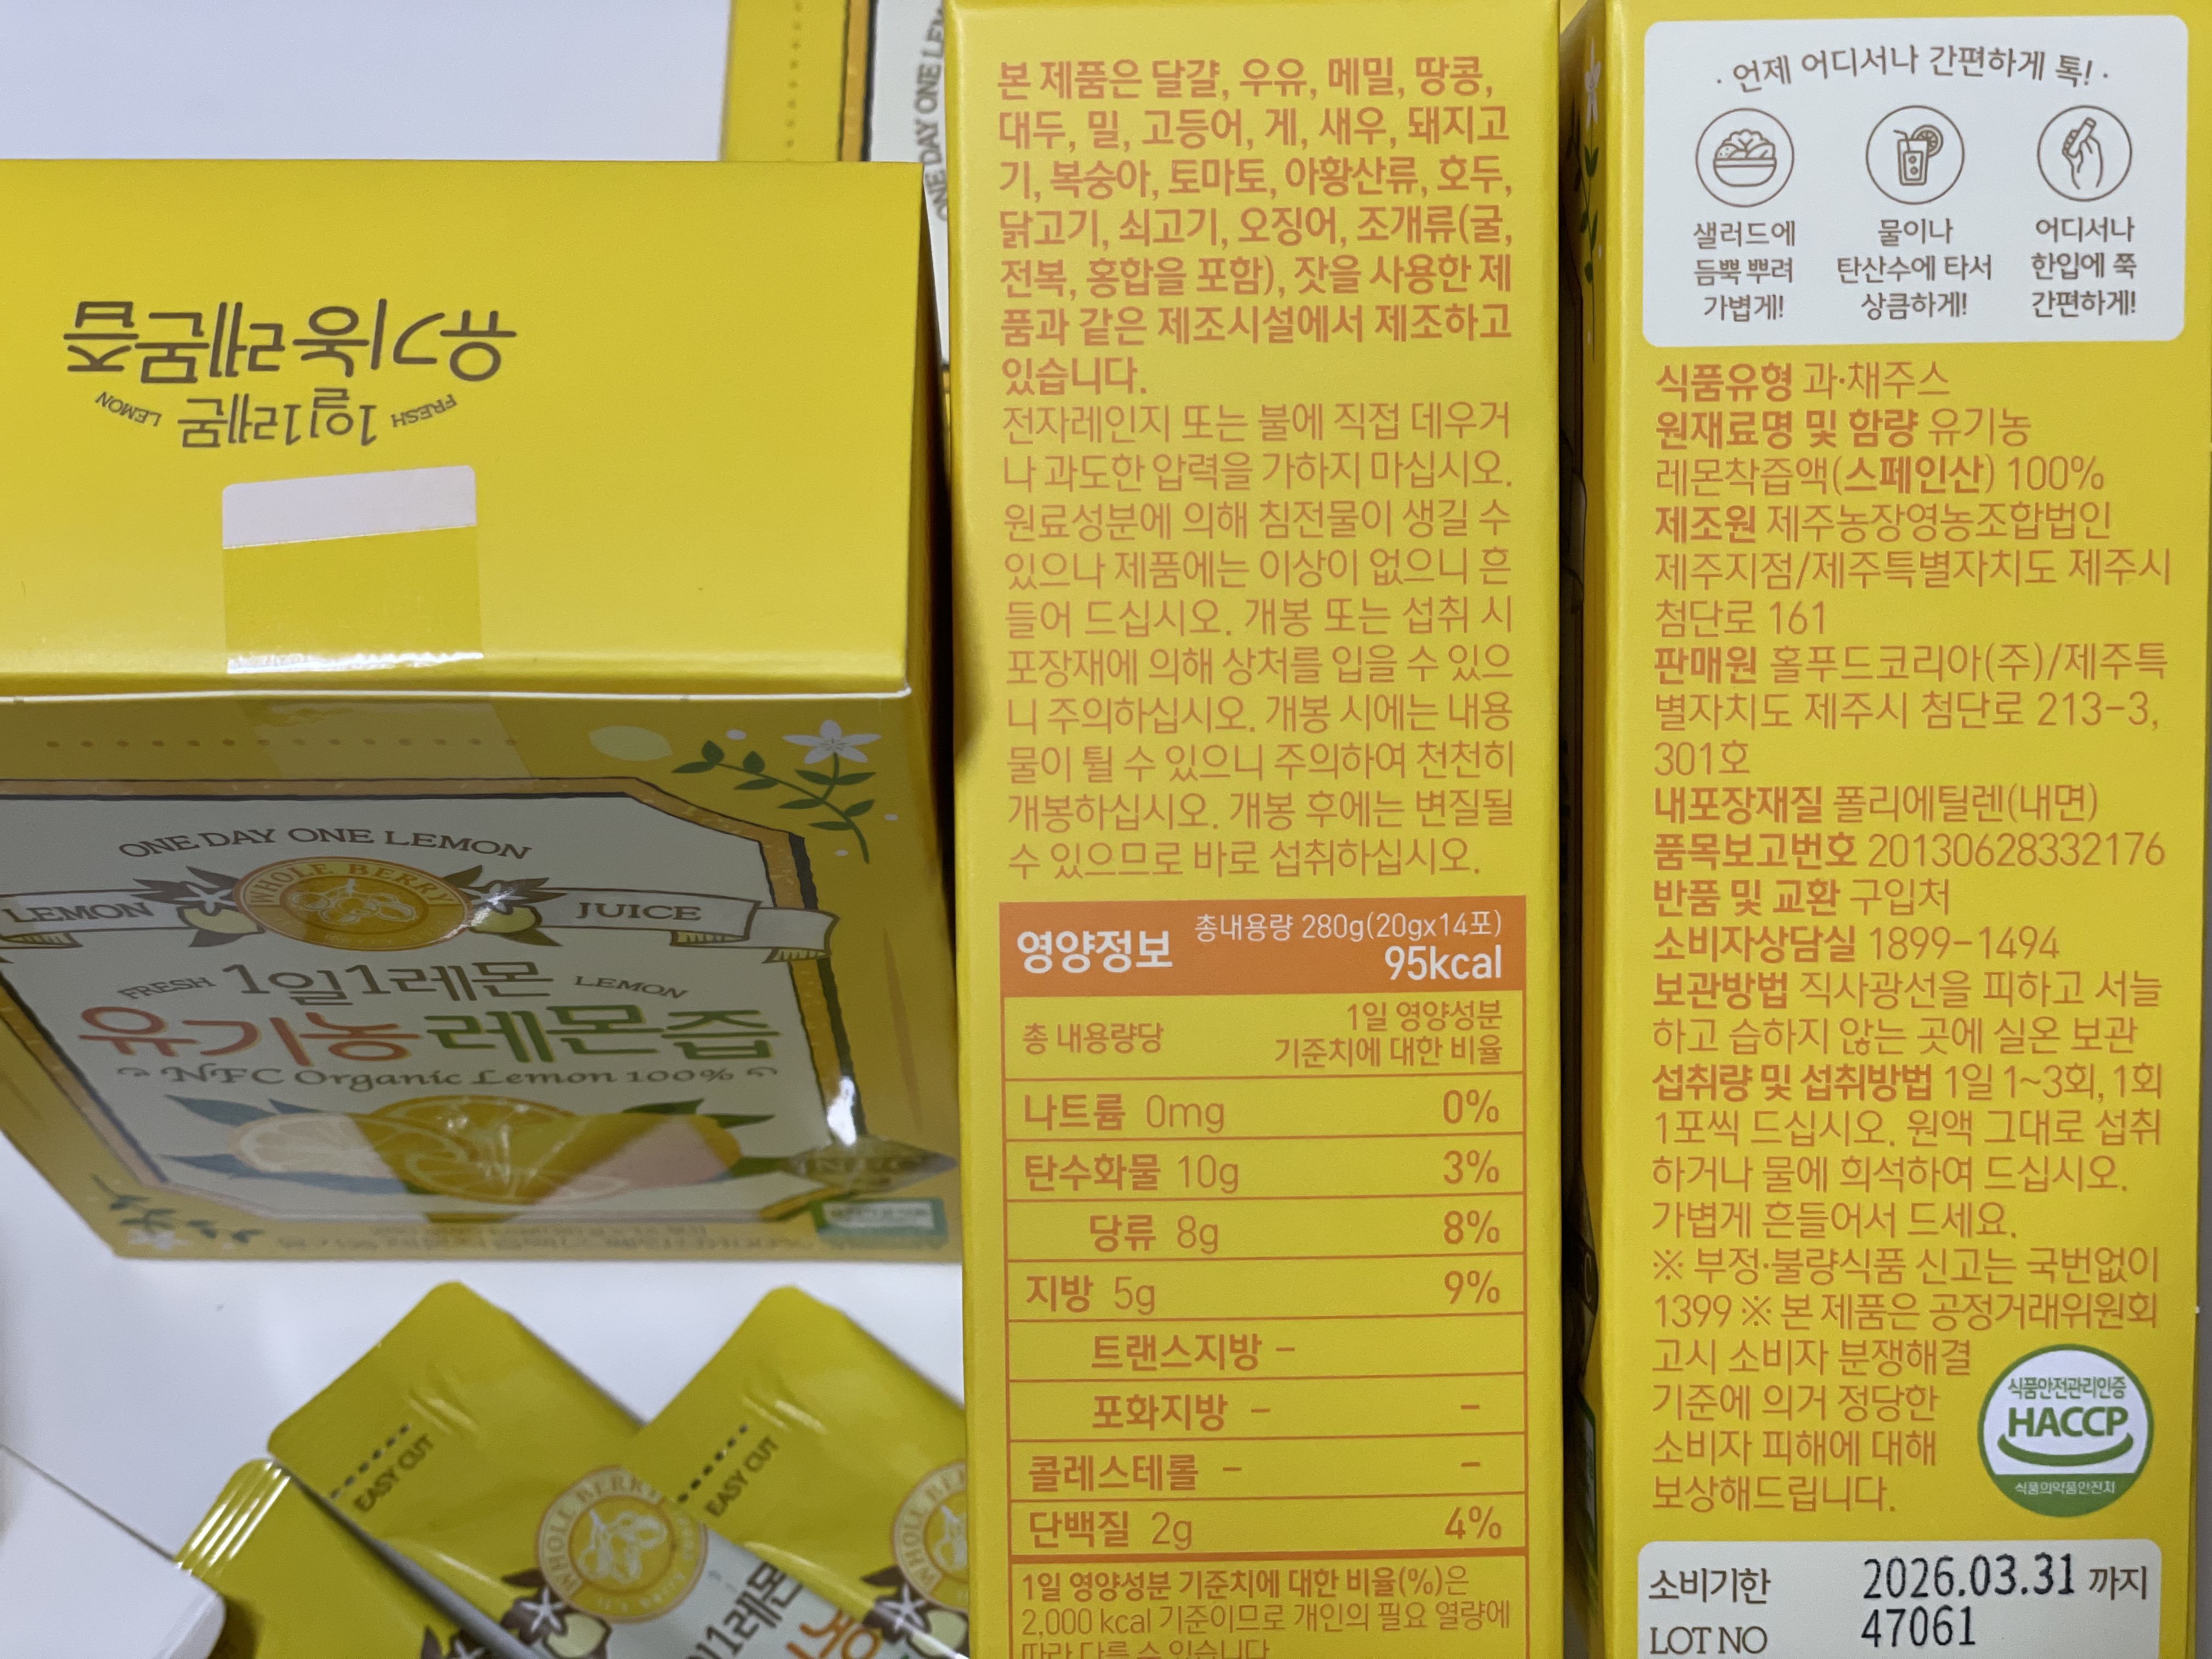 유기농레몬즙
FRESH 1일1레몬 LEMON
ONE DAY ONE LEMON
WHOLE BERRY
LEMON JUICE
FRESH 1일1레몬 LEMON
유기농레몬즙
NFC Organic Lemon 100%
EASY CUT
EASY CUT
WHOLE BERRY
1일1레몬
ONE DAY ONE LEM
본 제품은 달걀, 우유, 메밀, 땅콩,
대두, 밀, 고등어, 게, 새우, 돼지고
기, 복숭아, 토마토, 아황산류, 호두,
닭고기, 쇠고기, 오징어, 조개류(굴,
전복, 홍합을 포함), 잣을 사용한 제
품과 같은 제조시설에서 제조하고
있습니다.
전자레인지 또는 불에 직접 데우거
나 과도한 압력을 가하지 마십시오.
원료성분에 의해 침전물이 생길 수
있으나 제품에는 이상이 없으니 흔
들어 드십시오. 개봉 또는 섭취 시
포장재에 의해 상처를 입을 수 있으
니 주의하십시오. 개봉 시에는 내용
물이 튈 수 있으니 주의하여 천천히
개봉하십시오. 개봉 후에는 변질될
수 있으므로 바로 섭취하십시오.
영양정보 총내용량 280g(20gx14포)
95kcal
총 내용량당 1일 영양성분
기준치에 대한 비율
나트륨 0mg 0%
탄수화물 10g 3%
당류 8g 8%
지방 5g 9%
트랜스지방 -
포화지방 - -
콜레스테롤 - -
단백질 2g 4%
1일 영양성분 기준치에 대한 비율(%)은
2,000 kcal 기준이므로 개인의 필요 열량에
따라 다를 수 있습니다
· 언제 어디서나 간편하게 톡! ·
샐러드에
듬뿍 뿌려
가볍게!
물이나
탄산수에 타서
상큼하게!
어디서나
한입에 쭉
간편하게!
식품유형 과·채주스
원재료명 및 함량 유기농
레몬착즙액(스페인산) 100%
제조원 제주농장영농조합법인
제주지점/제주특별자치도 제주시
첨단로 161
판매원 홀푸드코리아(주)/제주특
별자치도 제주시 첨단로 213-3,
301호
내포장재질 폴리에틸렌(내면)
품목보고번호 20130628332176
반품 및 교환 구입처
소비자상담실 1899-1494
보관방법 직사광선을 피하고 서늘
하고 습하지 않는 곳에 실온 보관
섭취량 및 섭취방법 1일 1~3회, 1회
1포씩 드십시오. 원액 그대로 섭취
하거나 물에 희석하여 드십시오.
가볍게 흔들어서 드세요.
※ 부정·불량식품 신고는 국번없이
1399 ※ 본 제품은 공정거래위원회
고시 소비자 분쟁해결
기준에 의거 정당한
소비자 피해에 대해
보상해드립니다.
식품안전관리인증
HACCP
식품의약품안전처
소비기한 2026.03.31 까지
LOT NO 47061